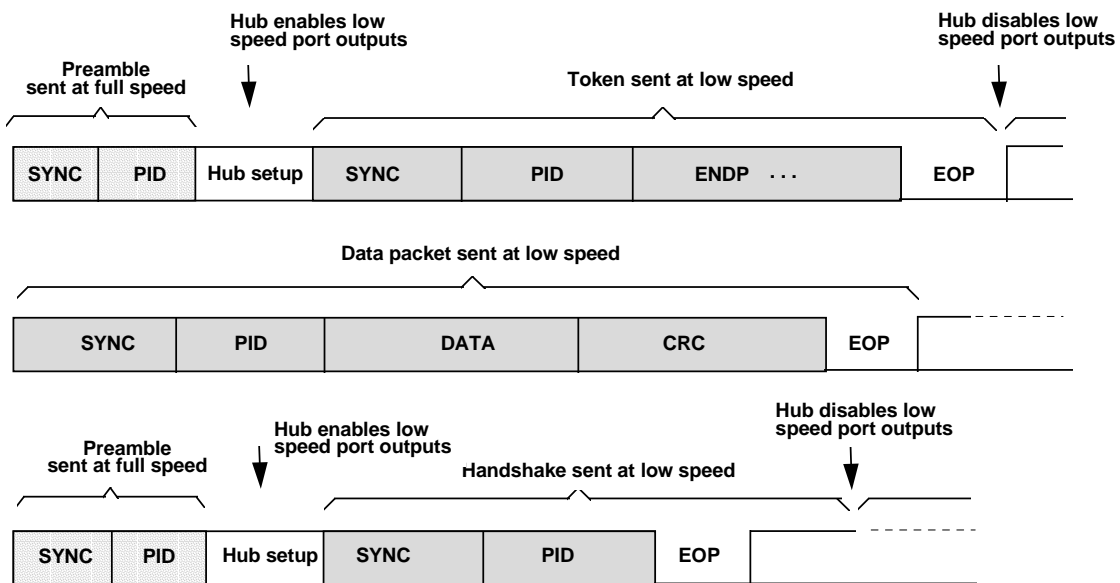 Hub enables low
speed port outputs
Hub disables low
speed port outputs
Preamble
sent at full speed
Token sent at low speed
SYNC PID Hub setup SYNC PID ENDP . . . EOP
Data packet sent at low speed
SYNC PID DATA CRC EOP
Hub enables low
speed port outputs
Hub disables low
speed port outputs
Preamble
sent at full speed
Handshake sent at low speed
SYNC PID Hub setup SYNC PID EOP